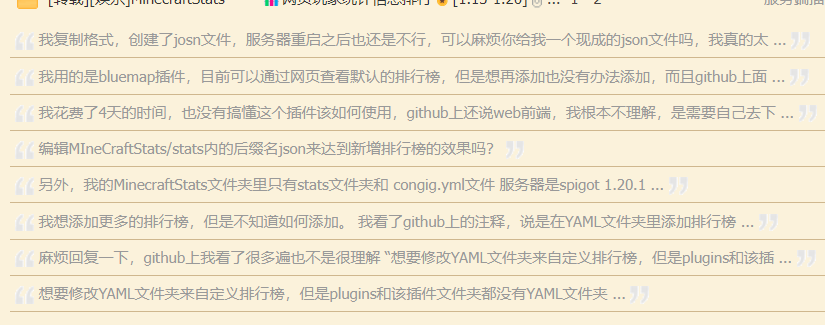 [转载][娱乐]MinecraftStats —— 网页玩家统计信息排行 [1.13-1.20] ... 1 2
我复制格式，创建了josn文件，服务器重启之后也还是不行，可以麻烦你给我一个现成的json文件吗，我真的太 ...
我用的是bluemap插件，目前可以通过网页查看默认的排行榜，但是想再添加也没有办法添加，而且github上面 ...
我花费了4天的时间，也没有搞懂这个插件该如何使用，github上还说web前端，我根本不理解，是需要自己去下 ...
编辑MIneCraftStats/stats内的后缀名json来达到新增排行榜的效果吗？
另外，我的MinecraftStats文件夹里只有stats文件夹和 congig.yml文件 服务器是spigot 1.20.1 ...
我想添加更多的排行榜，但是不知道如何添加。 我看了github上的注释，说是在YAML文件夹里添加排行榜 ...
麻烦回复一下，github上我看了很多遍也不是很理解 “想要修改YAML文件夹来自定义排行榜，但是plugins和该插 ...
想要修改YAML文件夹来自定义排行榜，但是plugins和该插件文件夹都没有YAML文件夹 ...